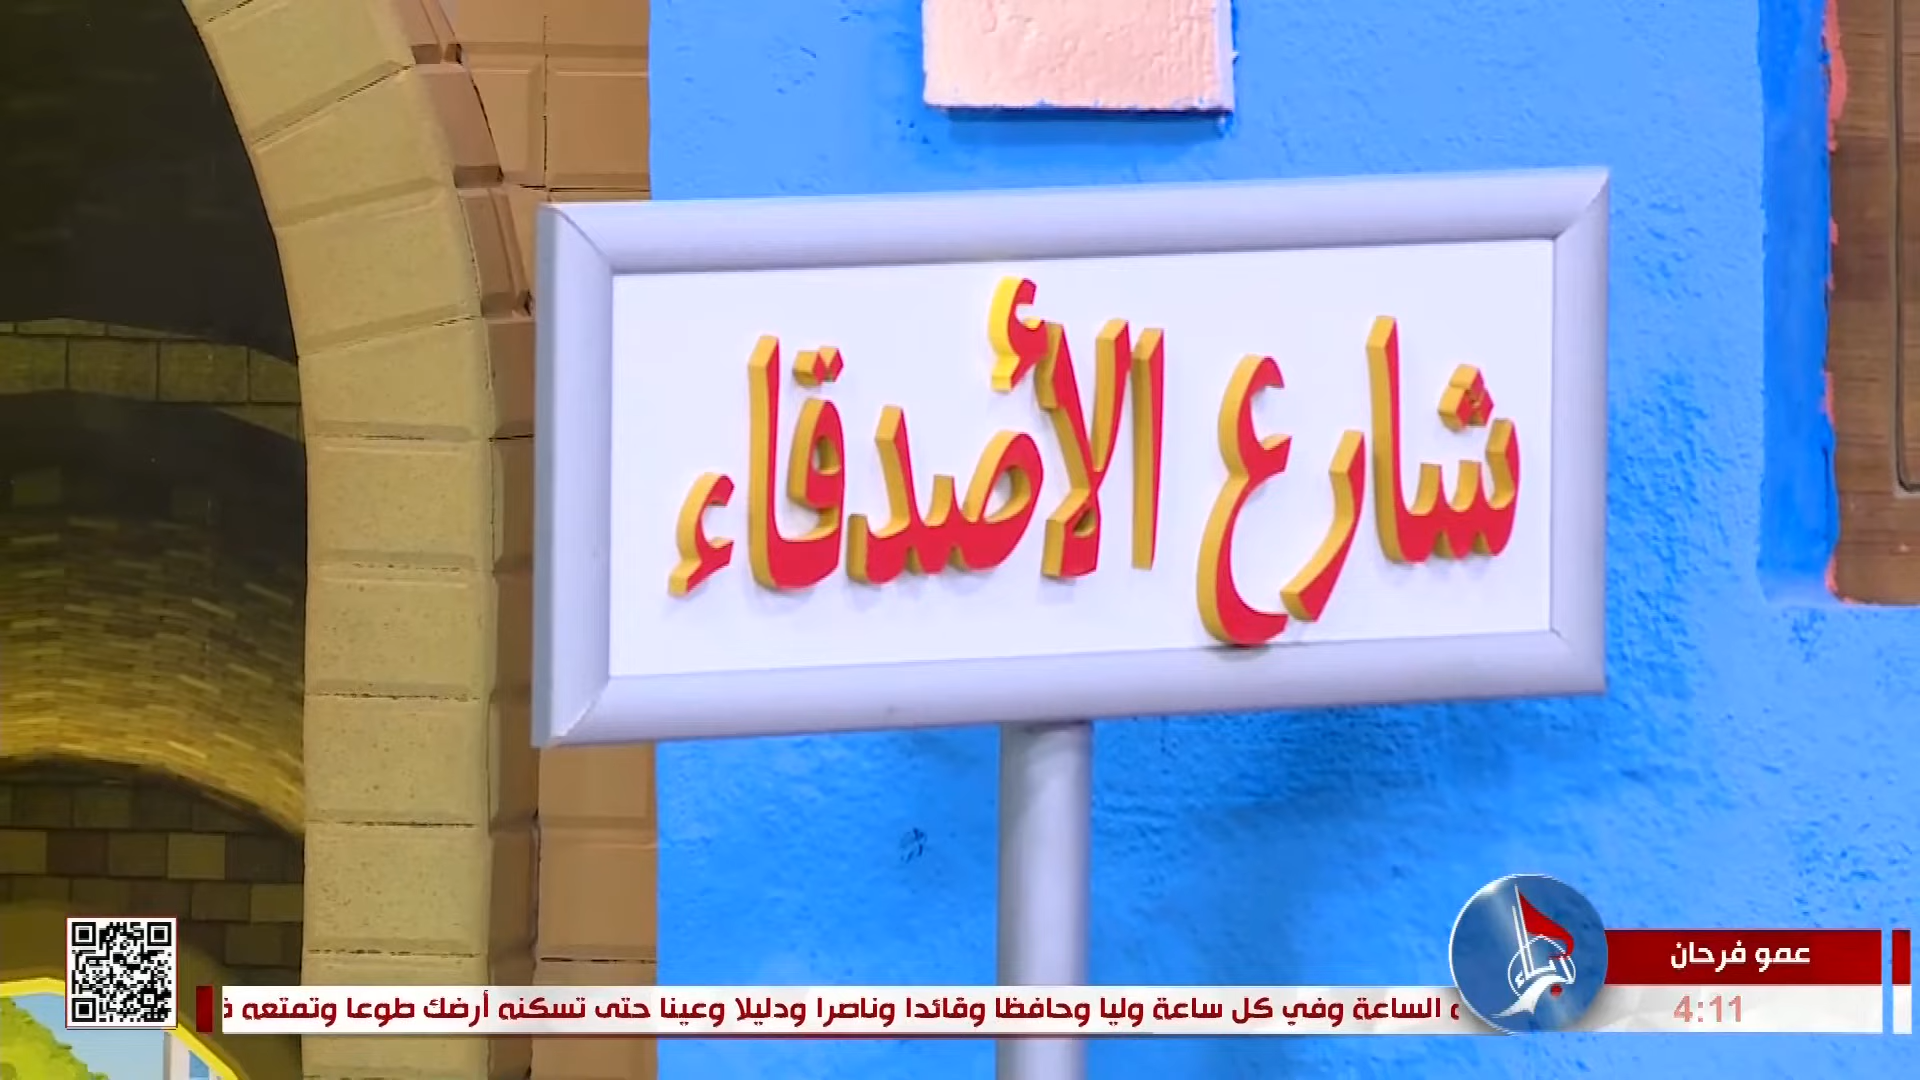 شارع الأصدقاء
عمو فرحان
4:11
الساعة وفي كل ساعة وليا وحافظا وقائدا وناصرا ودليلا وعينا حتى تسكنه أرضك طوعا وتمتعه